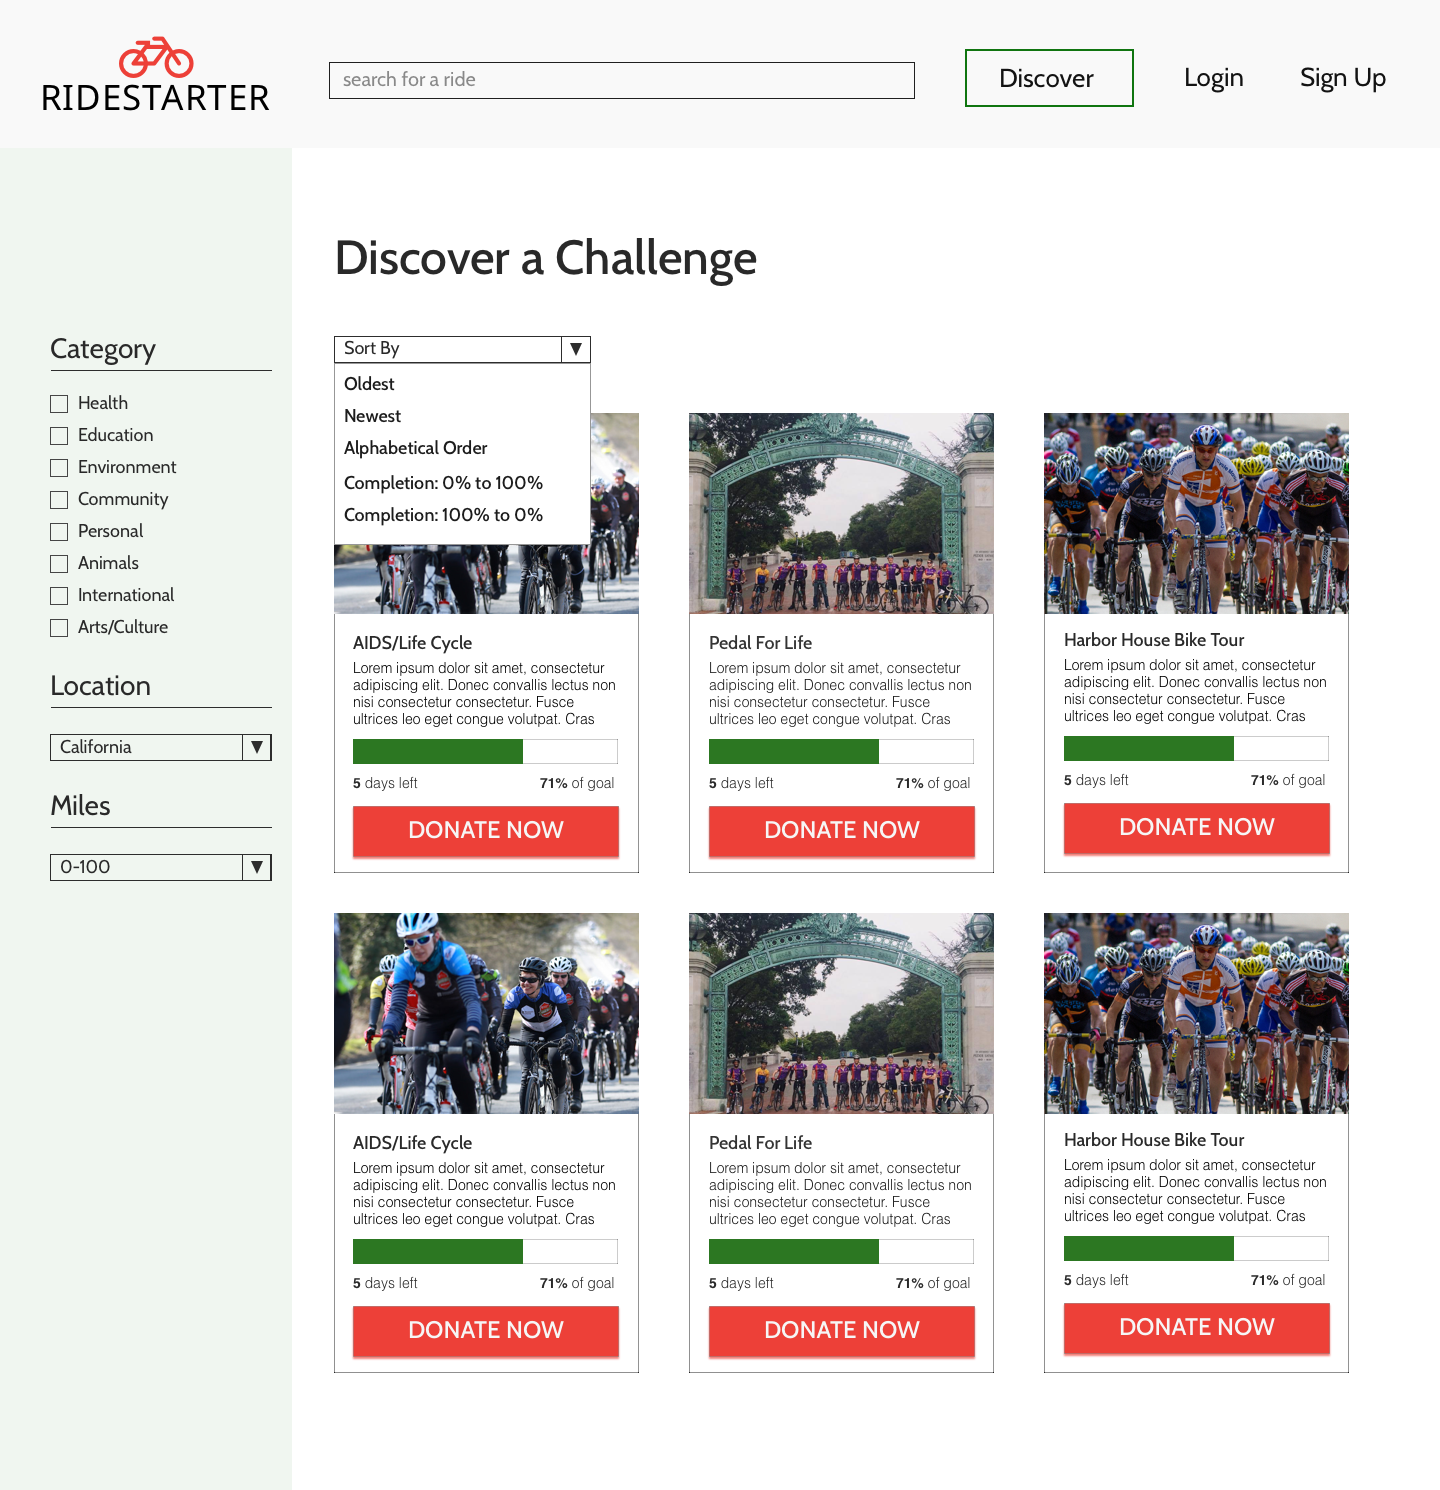 RIDESTARTER
search for a ride
Discover
Login
Sign Up
Discover a Challenge
Category
Health
Education
Environment
Community
Personal
Animals
International
Arts/Culture
Location
California
▼
Miles
0-100
▼
Sort By
▼
Oldest
Newest
Alphabetical Order
Completion: 0% to 100%
Completion: 100% to 0%
AIDS/Life Cycle
Lorem ipsum dolor sit amet, consectetur
adipiscing elit. Donec convallis lectus non
nisi consectetur consectetur. Fusce
ultrices leo eget congue volutpat. Cras
5 days left
71% of goal
DONATE NOW
Pedal For Life
Lorem ipsum dolor sit amet, consectetur
adipiscing elit. Donec convallis lectus non
nisi consectetur consectetur. Fusce
ultrices leo eget congue volutpat. Cras
5 days left
71% of goal
DONATE NOW
Harbor House Bike Tour
Lorem ipsum dolor sit amet, consectetur
adipiscing elit. Donec convallis lectus non
nisi consectetur consectetur. Fusce
ultrices leo eget congue volutpat. Cras
5 days left
71% of goal
DONATE NOW
AIDS/Life Cycle
Lorem ipsum dolor sit amet, consectetur
adipiscing elit. Donec convallis lectus non
nisi consectetur consectetur. Fusce
ultrices leo eget congue volutpat. Cras
5 days left
71% of goal
DONATE NOW
Pedal For Life
Lorem ipsum dolor sit amet, consectetur
adipiscing elit. Donec convallis lectus non
nisi consectetur consectetur. Fusce
ultrices leo eget congue volutpat. Cras
5 days left
71% of goal
DONATE NOW
Harbor House Bike Tour
Lorem ipsum dolor sit amet, consectetur
adipiscing elit. Donec convallis lectus non
nisi consectetur consectetur. Fusce
ultrices leo eget congue volutpat. Cras
5 days left
71% of goal
DONATE NOW